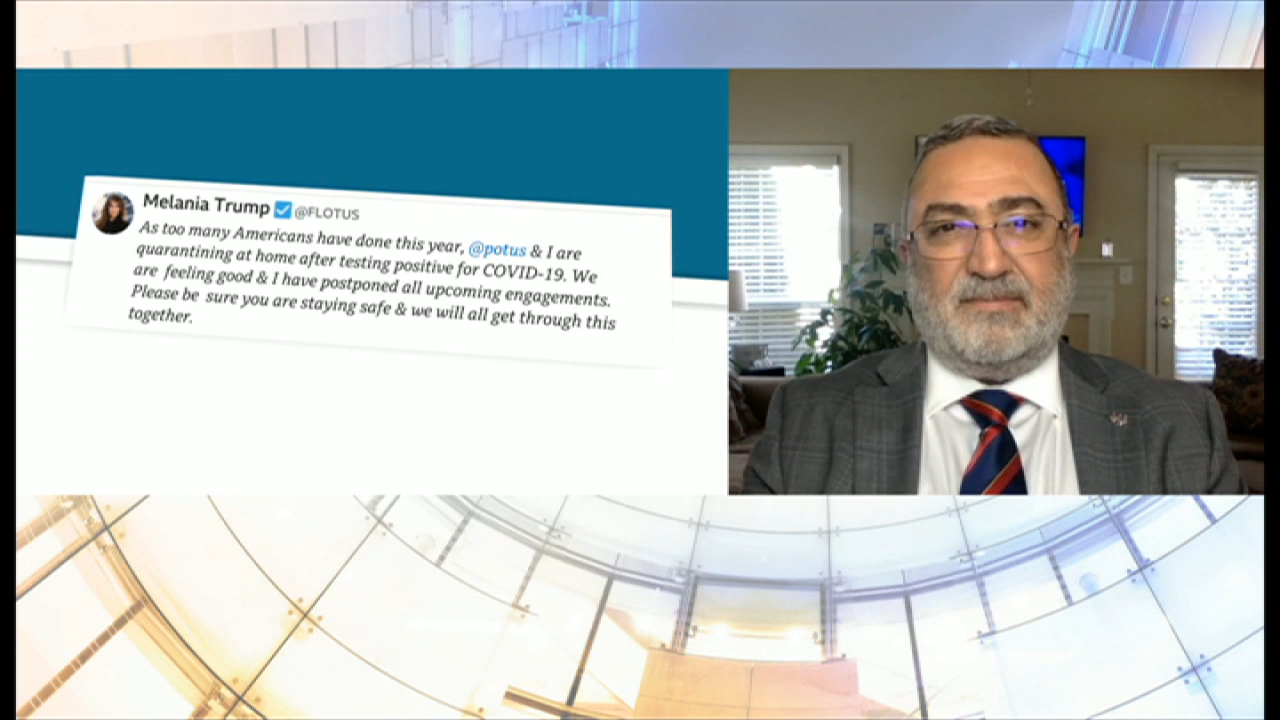 Melania Trump @FLOTUS
As too many Americans have done this year, @potus & I are
quarantining at home after testing positive for COVID-19. We
are feeling good & I have postponed all upcoming engagements.
Please be sure you are staying safe & we will all get through this
together.